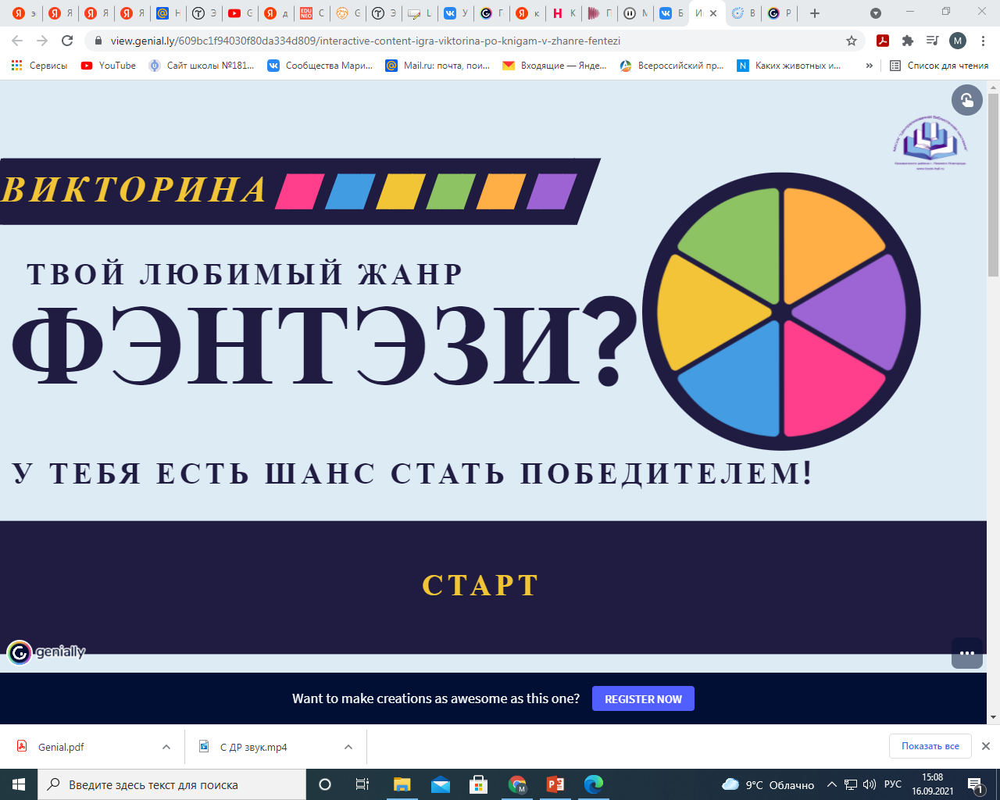 э
Я
Я
Я
Н
Э
G
д
С
G
Э
L
У
Г
к
К
Г
М
Б
И
В
Р
view.genial.ly/609bc1f94030f80da334d809/interactive-content-igra-viktorina-po-knigam-v-zhanre-fentezi
М
Сервисы
YouTube
Сайт школы №181...
Сообщества Мари...
Mail.ru: почта, пои...
Входящие — Янде...
Всероссийский пр...
Каких животных и...
»
Список для чтения
ВИКТОРИНА
ТВОЙ ЛЮБИМЫЙ ЖАНР
ФЭНТЭЗИ?
У ТЕБЯ ЕСТЬ ШАНС СТАТЬ ПОБЕДИТЕЛЕМ!
СТАРТ
genially
Want to make creations as awesome as this one?
REGISTER NOW
Genial.pdf
С ДР звук.mp4
Показать все
Введите здесь текст для поиска
9°C Облачно
РУС
15:08
16.09.2021
1